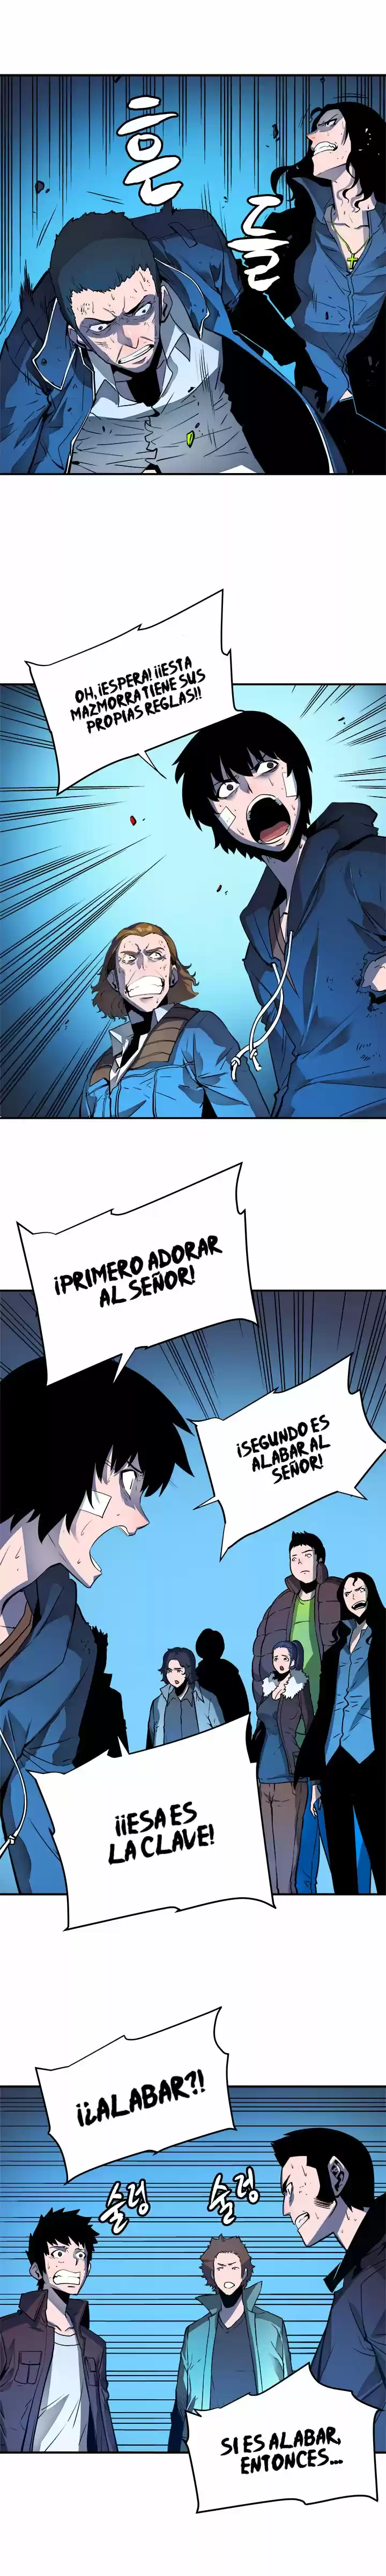 흔
들
OH, ¡ESPERA! ¡¡ESTA
MAZMORRA TIENE SUS
PROPIAS REGLAS!!
¡PRIMERO ADORAR
AL SEÑOR!
¡SEGUNDO ES
ALABAR AL
SEÑOR!
¡¡ESA ES
LA CLAVE!
¡¿ALABAR?!
술렁
술렁
SI ES ALABAR,
ENTONCES...